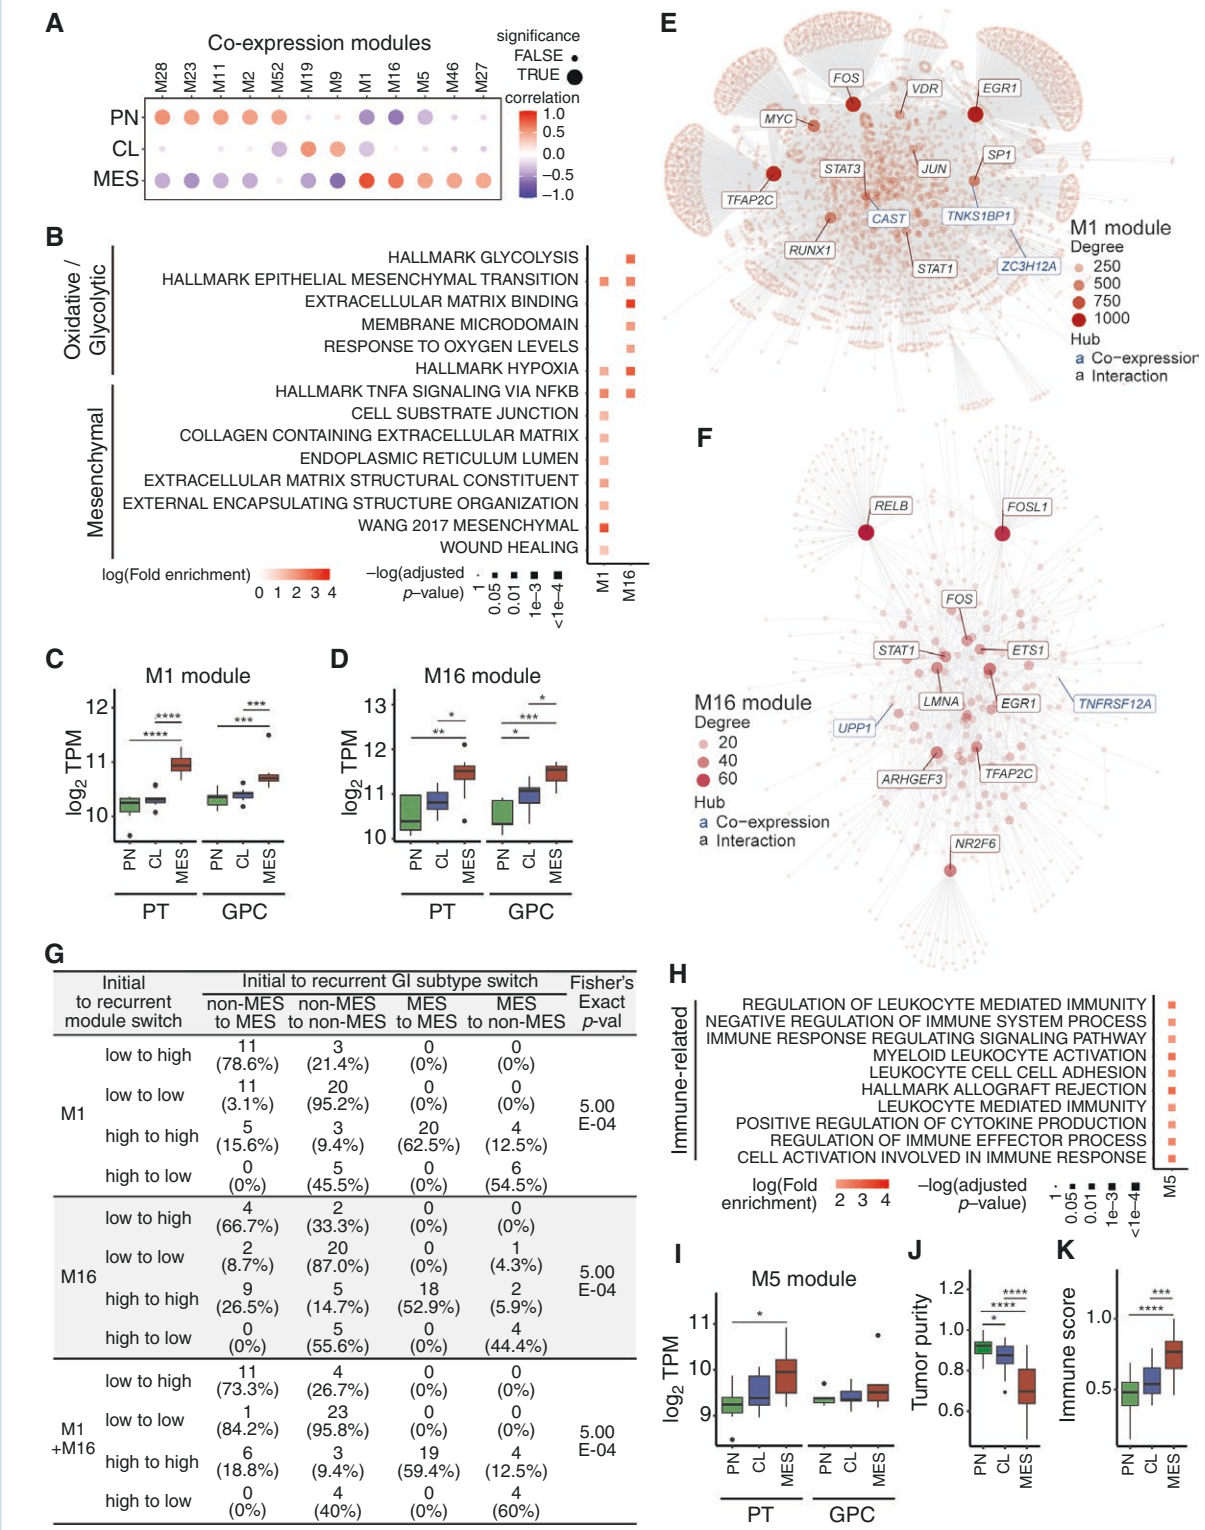 A
Co-expression modules
M28
M23
M11
M2
M52
M19
M9
M1
M16
M5
M46
M27
PN
CL
MES
significance
FALSE
TRUE
correlation
1.0
0.5
0.0
−0.5
−1.0
B
Oxidative /
Glycolytic
HALLMARK GLYCOLYSIS
HALLMARK EPITHELIAL MESENCHYMAL TRANSITION
EXTRACELLULAR MATRIX BINDING
MEMBRANE MICRODOMAIN
RESPONSE TO OXYGEN LEVELS
HALLMARK HYPOXIA
Mesenchymal
HALLMARK TNFA SIGNALING VIA NFKB
CELL SUBSTRATE JUNCTION
COLLAGEN CONTAINING EXTRACELLULAR MATRIX
ENDOPLASMIC RETICULUM LUMEN
EXTRACELLULAR MATRIX STRUCTURAL CONSTITUENT
EXTERNAL ENCAPSULATING STRUCTURE ORGANIZATION
WANG 2017 MESENCHYMAL
WOUND HEALING
log(Fold enrichment)
0 1 2 3 4
−log(adjusted
p−value)
1
0.05
0.01
1e−3
<1e−4
M1
M16
C
M1 module
log2 TPM
12
11
10
****
****
***
***
PN
CL
MES
PN
CL
MES
PT
GPC
D
M16 module
log2 TPM
13
12
11
10
*
**
*
***
*
PN
CL
MES
PN
CL
MES
PT
GPC
E
FOS
VDR
EGR1
MYC
SP1
STAT3
JUN
TFAP2C
CAST
TNKS1BP1
RUNX1
STAT1
ZC3H12A
M1 module
Degree
250
500
750
1000
Hub
a Co−expression
a Interaction
F
RELB
FOSL1
FOS
STAT1
ETS1
LMNA
EGR1
TNFRSF12A
UPP1
ARHGEF3
TFAP2C
NR2F6
M16 module
Degree
20
40
60
Hub
a Co−expression
a Interaction
G
Initial
to recurrent
module switch
Initial to recurrent GI subtype switch
non-MES
to MES
non-MES
to non-MES
MES
to MES
MES
to non-MES
Fisher's
Exact
p-val
M1
low to high
11 3 0 0
(78.6%) (21.4%) (0%) (0%)
low to low
11 20 0 0
(3.1%) (95.2%) (0%) (0%)
high to high
5 3 20 4
(15.6%) (9.4%) (62.5%) (12.5%)
high to low
0 5 0 6
(0%) (45.5%) (0%) (54.5%)
5.00
E-04
M16
low to high
4 2 0 0
(66.7%) (33.3%) (0%) (0%)
low to low
2 20 0 1
(8.7%) (87.0%) (0%) (4.3%)
high to high
9 5 18 2
(26.5%) (14.7%) (52.9%) (5.9%)
high to low
0 5 0 4
(0%) (55.6%) (0%) (44.4%)
5.00
E-04
M1
+M16
low to high
11 4 0 0
(73.3%) (26.7%) (0%) (0%)
low to low
1 23 0 0
(84.2%) (95.8%) (0%) (0%)
high to high
6 3 19 4
(18.8%) (9.4%) (59.4%) (12.5%)
high to low
0 4 0 4
(0%) (40%) (0%) (60%)
5.00
E-04
H
Immune-related
REGULATION OF LEUKOCYTE MEDIATED IMMUNITY
NEGATIVE REGULATION OF IMMUNE SYSTEM PROCESS
IMMUNE RESPONSE REGULATING SIGNALING PATHWAY
MYELOID LEUKOCYTE ACTIVATION
LEUKOCYTE CELL CELL ADHESION
HALLMARK ALLOGRAFT REJECTION
LEUKOCYTE MEDIATED IMMUNITY
POSITIVE REGULATION OF CYTOKINE PRODUCTION
REGULATION OF IMMUNE EFFECTOR PROCESS
CELL ACTIVATION INVOLVED IN IMMUNE RESPONSE
log(Fold
enrichment)
2 3 4
−log(adjusted
p−value)
1
0.05
0.01
1e−3
<1e−4
M5
I
M5 module
log2 TPM
11
10
9
*
PN
CL
MES
PN
CL
MES
PT
GPC
J
Tumor purity
1.2
1.0
0.8
0.6
****
****
*
PN
CL
MES
K
Immune score
1.0
0.5
***
****
PN
CL
MES